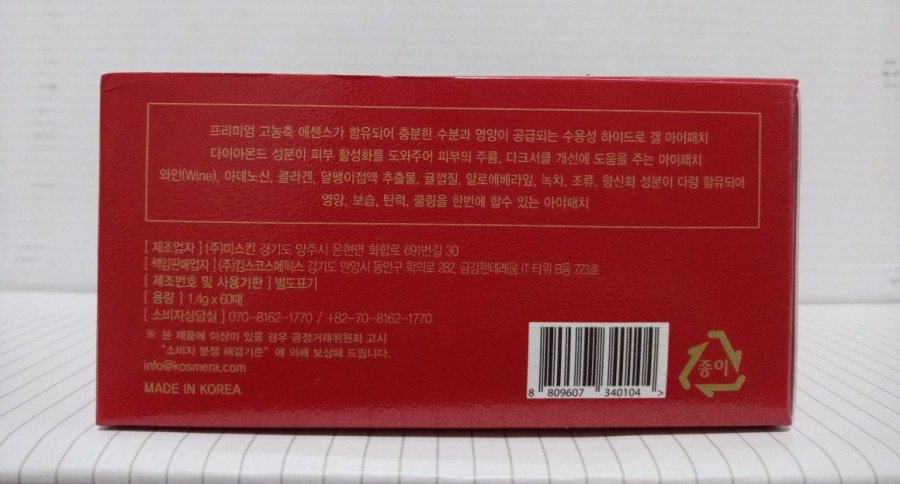 프리미엄 고농축 에센스가 함유되어 충분한 수분과 영양이 공급되는 수용성 하이드로 겔 아이패치
다이아몬드 성분이 피부 활성화를 도와주어 피부의 주름, 다크서클 개선에 도움을 주는 아이패치
와인(Wine), 아데노신, 콜라겐, 달팽이점액 추출물, 귤껍질, 알로에베라잎, 녹차, 조류, 항산화 성분이 다량 함유되어
영양, 보습, 탄력, 쿨링을 한번에 할수 있는 아이패치
[ 제조업자 ] (주)미스킨 경기도 양주시 은현면 화합로 691번길 30
[ 책임판매업자 ] (주)킹스코스메틱스 경기도 안양시 동안구 학의로 282, 금강펜테리움 IT 타워 B동 723호
[ 제조번호 및 사용기한 ] 별도표기
[ 용량 ] 1.4g x 60매
[ 소비자상담실 ] 070-8162-1770 / +82-70-8162-1770
※ 본 제품에 이상이 있을 경우 공정거래위원회 고시
"소비자 분쟁 해결기준" 에 의해 보상해 드립니다.
info@kosmera.com
MADE IN KOREA
8 809607 340104 >
종이